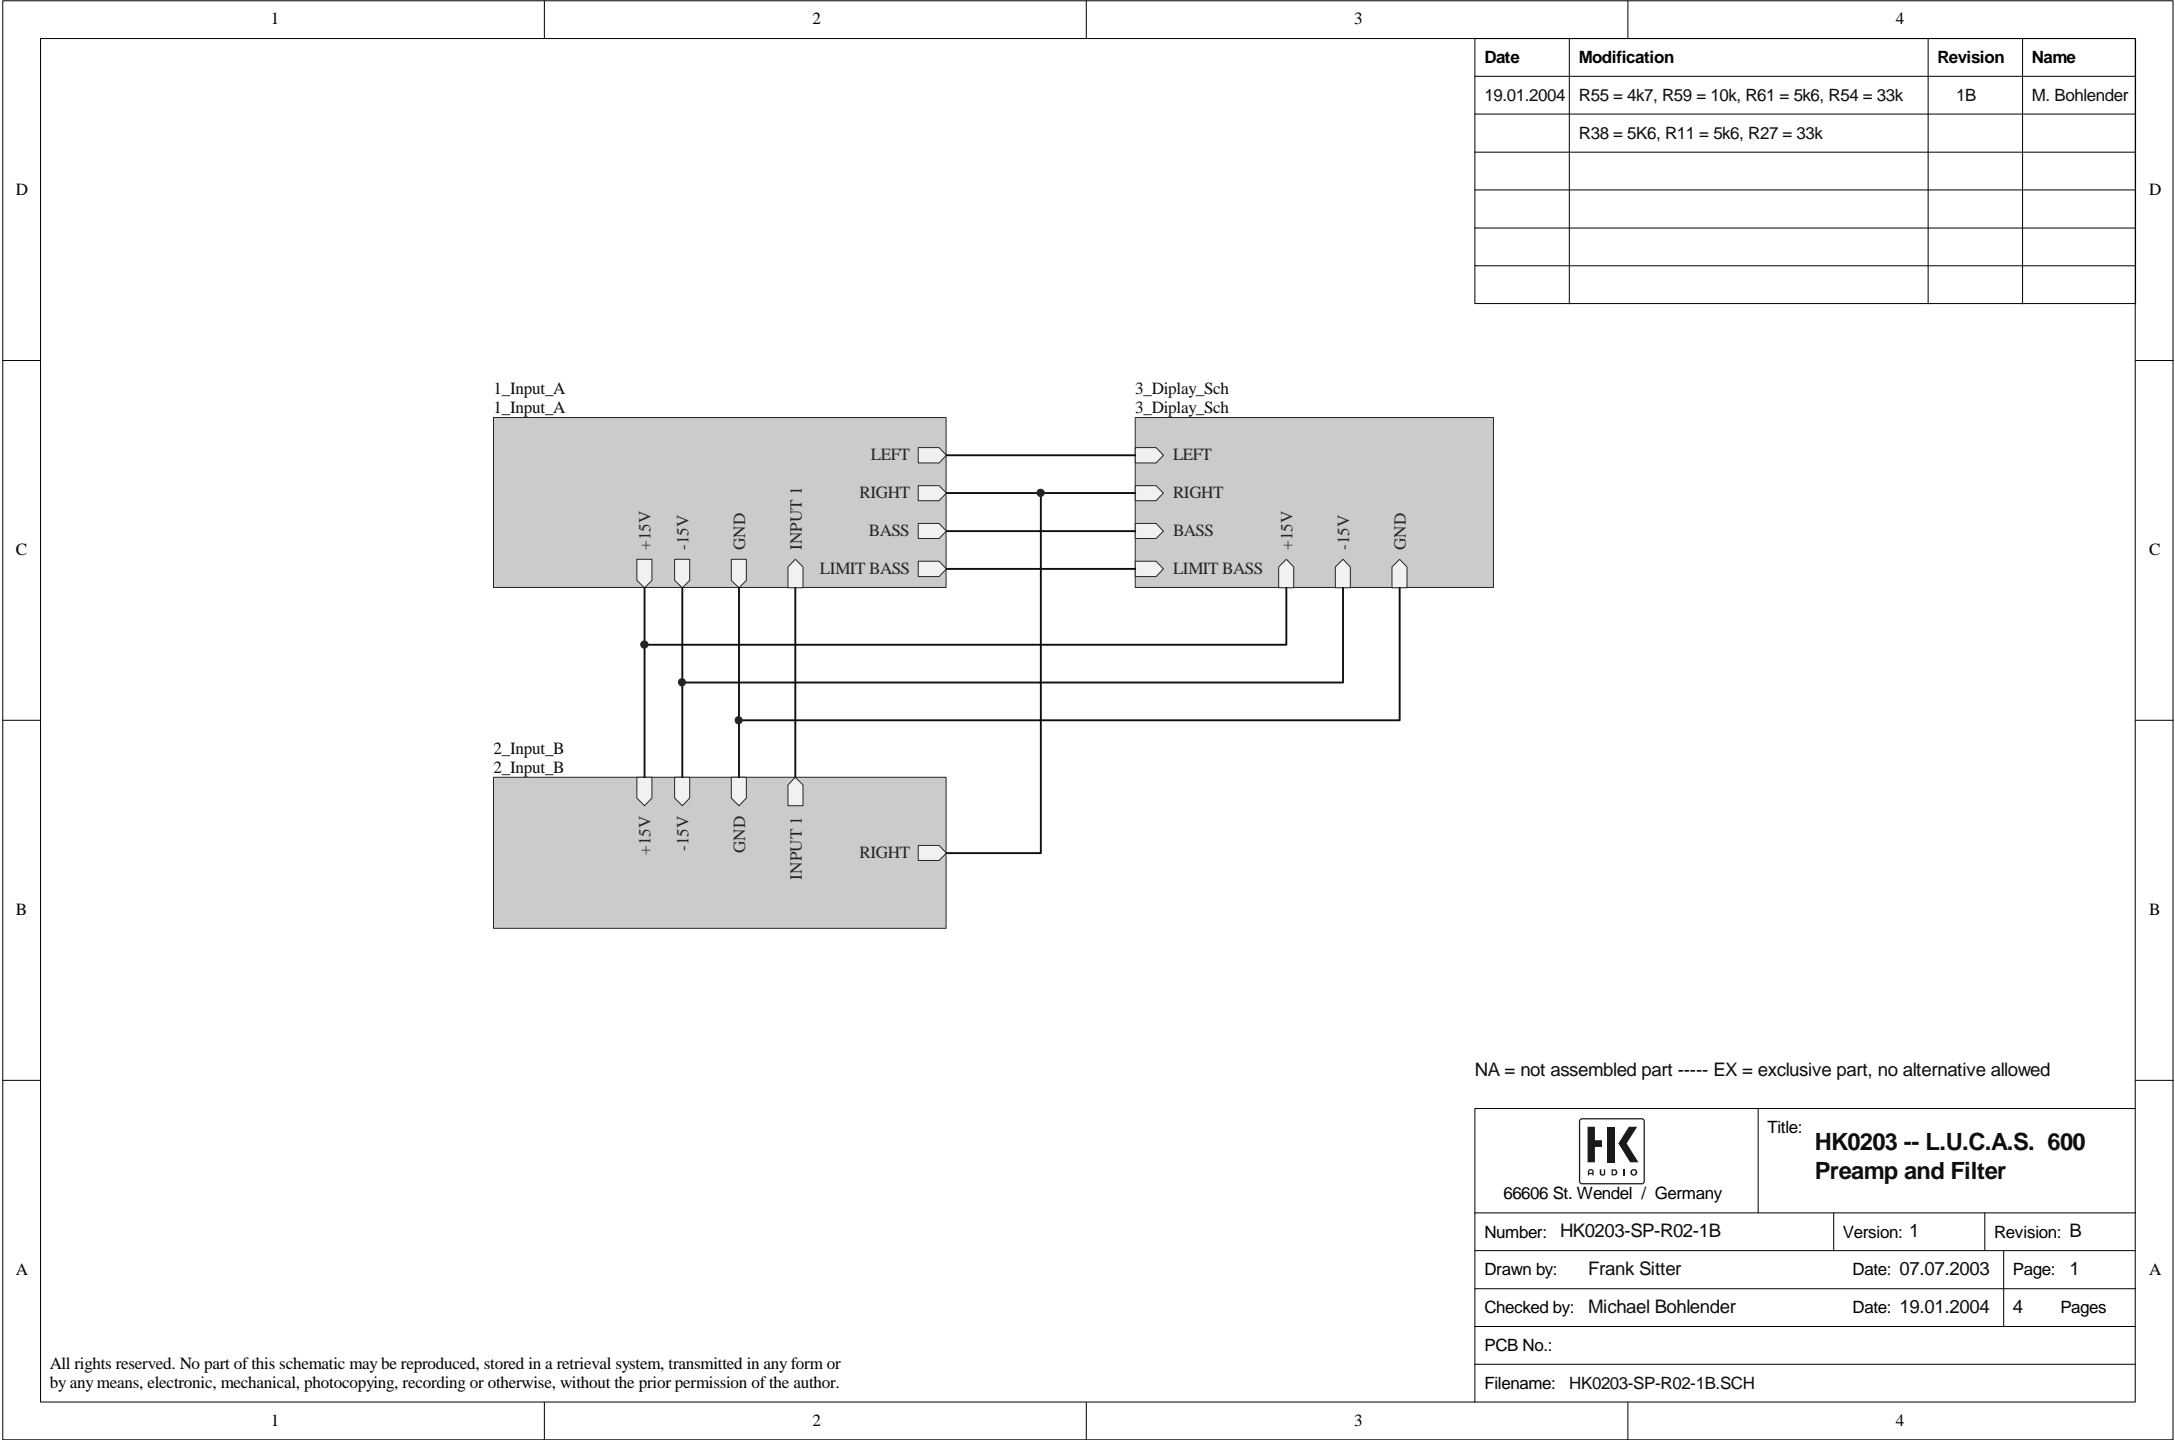 1 2 3 4
Date Modification Revision Name
19.01.2004 R55 = 4k7, R59 = 10k, R61 = 5k6, R54 = 33k 1B M. Bohlender
R38 = 5K6, R11 = 5k6, R27 = 33k
D D
1_Input_A
1_Input_A
LEFT
RIGHT
BASS
LIMIT BASS
+15V
-15V
GND
INPUT 1
3_Diplay_Sch
3_Diplay_Sch
LEFT
RIGHT
BASS
LIMIT BASS
+15V
-15V
GND
C C
2_Input_B
2_Input_B
+15V
-15V
GND
INPUT 1
RIGHT
B B
NA = not assembled part ----- EX = exclusive part, no alternative allowed
HK
AUDIO
66606 St. Wendel / Germany
Title: HK0203 -- L.U.C.A.S. 600
Preamp and Filter
Number: HK0203-SP-R02-1B Version: 1 Revision: B
Drawn by: Frank Sitter Date: 07.07.2003 Page: 1
Checked by: Michael Bohlender Date: 19.01.2004 4 Pages
PCB No.:
Filename: HK0203-SP-R02-1B.SCH
A A
All rights reserved. No part of this schematic may be reproduced, stored in a retrieval system, transmitted in any form or
by any means, electronic, mechanical, photocopying, recording or otherwise, without the prior permission of the author.
1 2 3 4